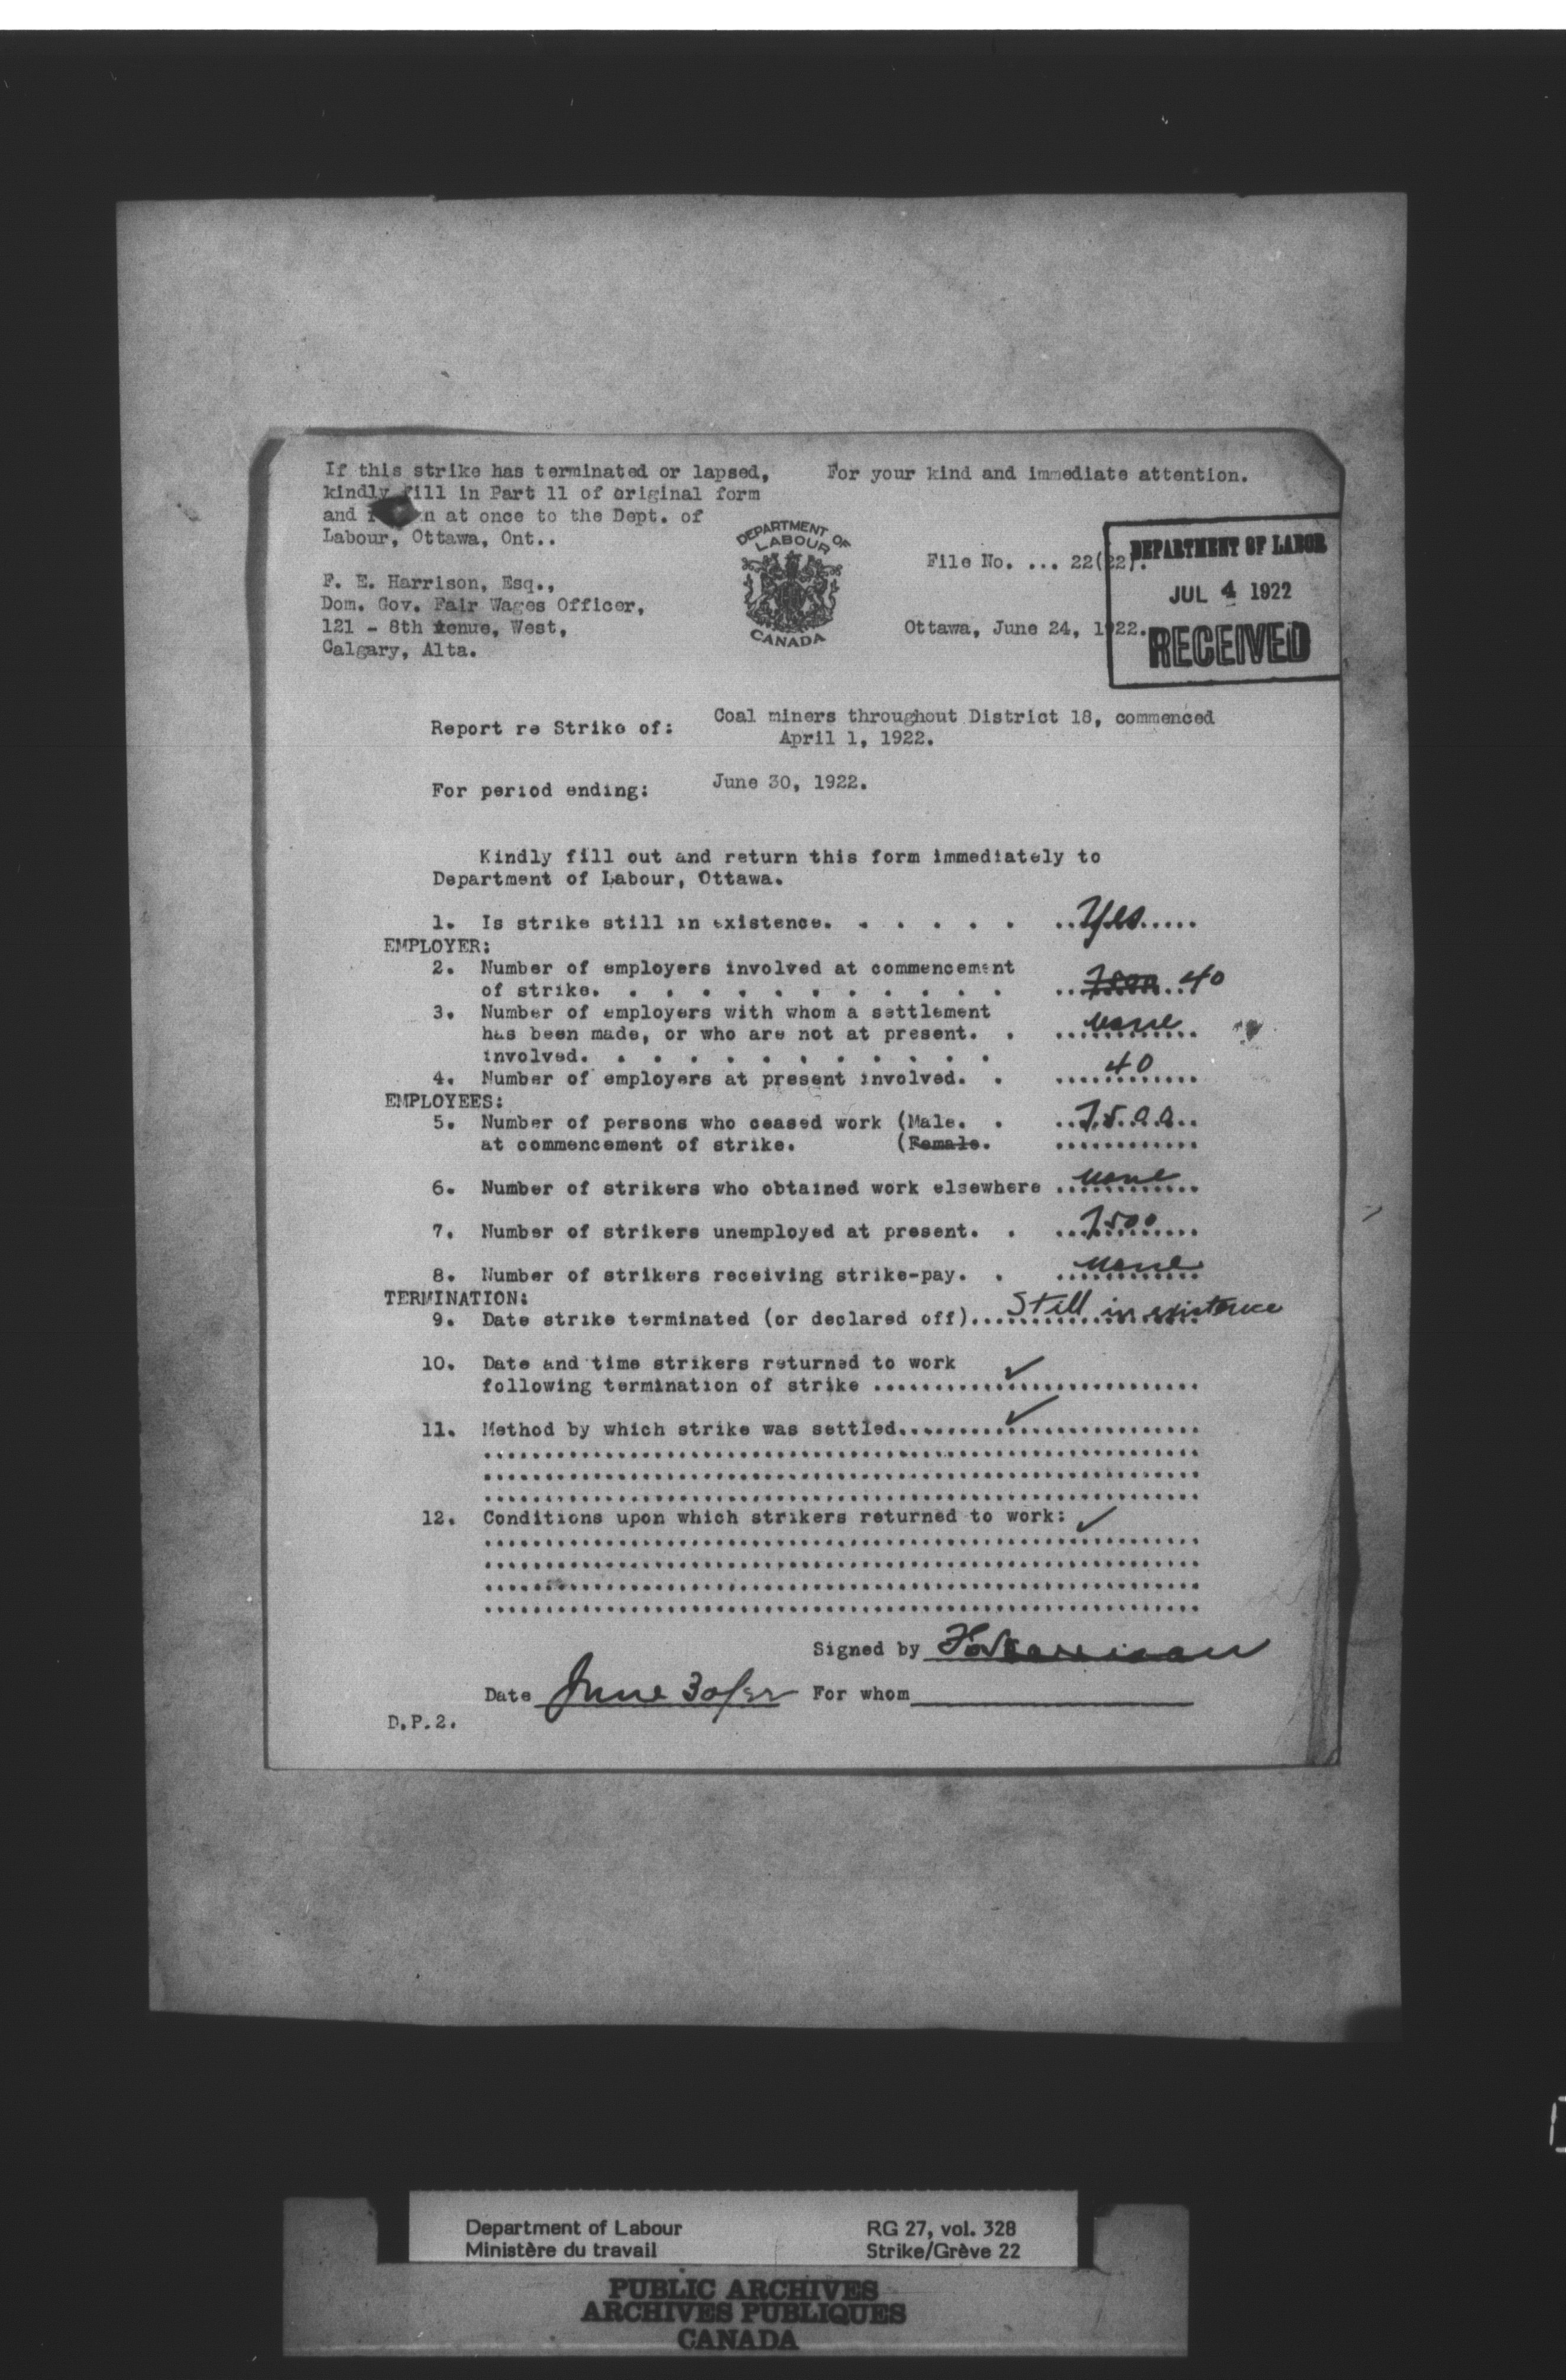 If this strike has terminated or lapsed,
kindly fill in Part 11 of original form
and n at once to the Dept. of
Labour, Ottawa, Ont..
For your kind and immediate attention.
F. E. Harrison, Esq.,
Dom. Gov. Fair Wages Officer,
121 - 8th tenue, West,
Calgary, Alta.
DEPARTMENT OF
LABOUR
CANADA
File No. ... 22(22).
Ottawa, June 24, 1922.
DEPARTMENT OF LABOR
JUL 4 1922
RECEIVED
Report re Strike of: Coal miners throughout District 18, commenced
April 1, 1922.
For period ending: June 30, 1922.
Kindly fill out and return this form immediately to
Department of Labour, Ottawa.
1. Is strike still in existence. . . . . . ..Yes.....
EMPLOYER:
2. Number of employers involved at commencement
of strike. . . . . . . . . . . . ..7500...40
3. Number of employers with whom a settlement
has been made, or who are not at present. . none
involved. . . . . . . . . . . .
4. Number of employers at present involved. . 40
EMPLOYEES:
5. Number of persons who ceased work (Male. . ..7500..
at commencement of strike. (Female. ............
6. Number of strikers who obtained work elsewhere none
7. Number of strikers unemployed at present. . 7500
8. Number of strikers receiving strike-pay. . none
TERMINATION:
9. Date strike terminated (or declared off).... Still in existence
10. Date and time strikers returned to work
following termination of strike ........✓........
11. Method by which strike was settled........✓........
12. Conditions upon which strikers returned to work: ✓
Signed by F. E. Harrison
Date June 30/22 For whom
D.P.2.
Department of Labour
Ministère du travail
RG 27, vol. 328
Strike/Grève 22
PUBLIC ARCHIVES
ARCHIVES PUBLIQUES
CANADA